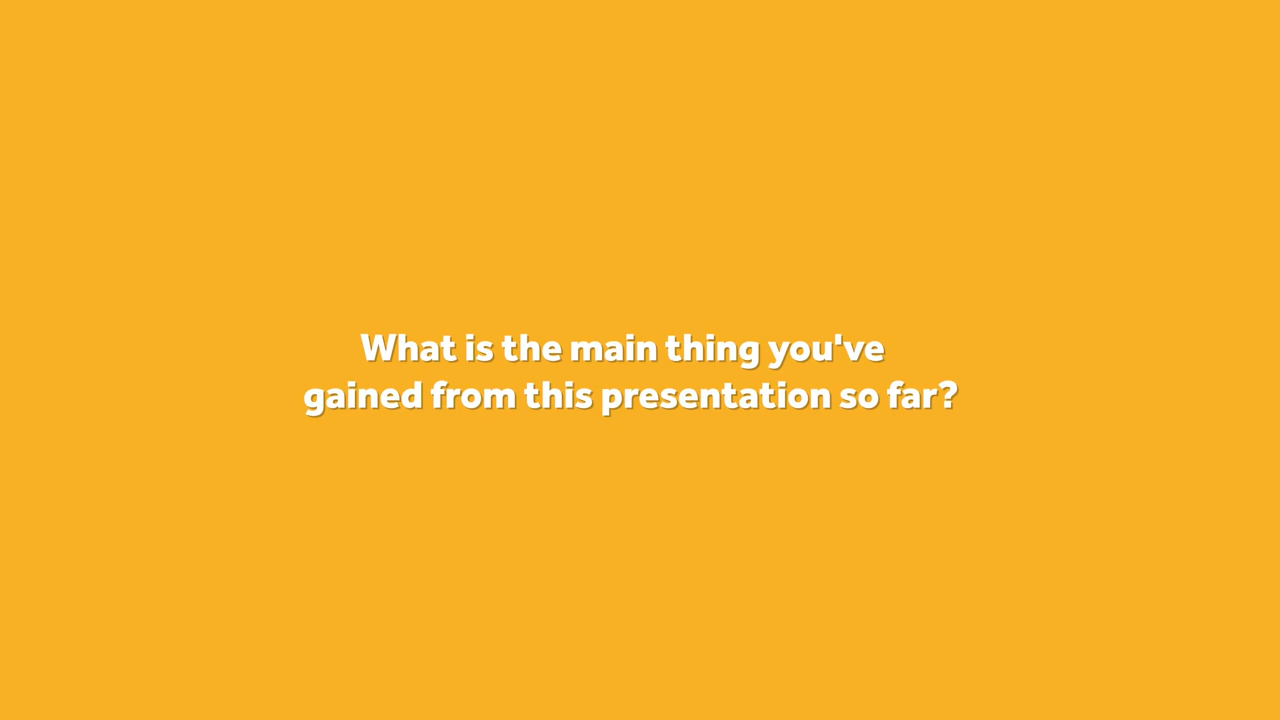 What is the main thing you've
gained from this presentation so far?